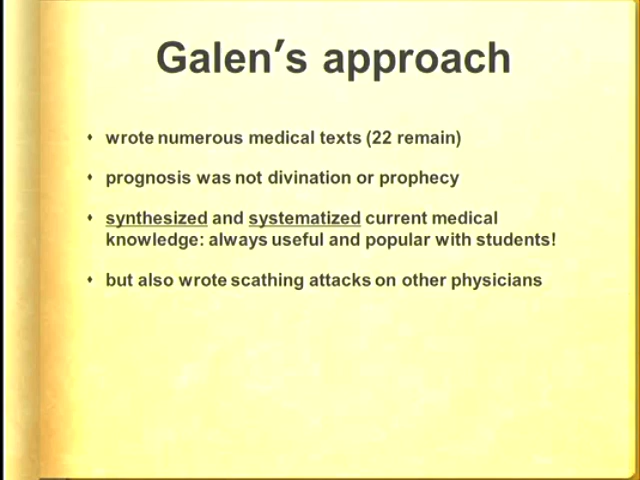 Galen's approach
wrote numerous medical texts (22 remain)
prognosis was not divination or prophecy
synthesized and systematized current medical
knowledge: always useful and popular with students!
but also wrote scathing attacks on other physicians